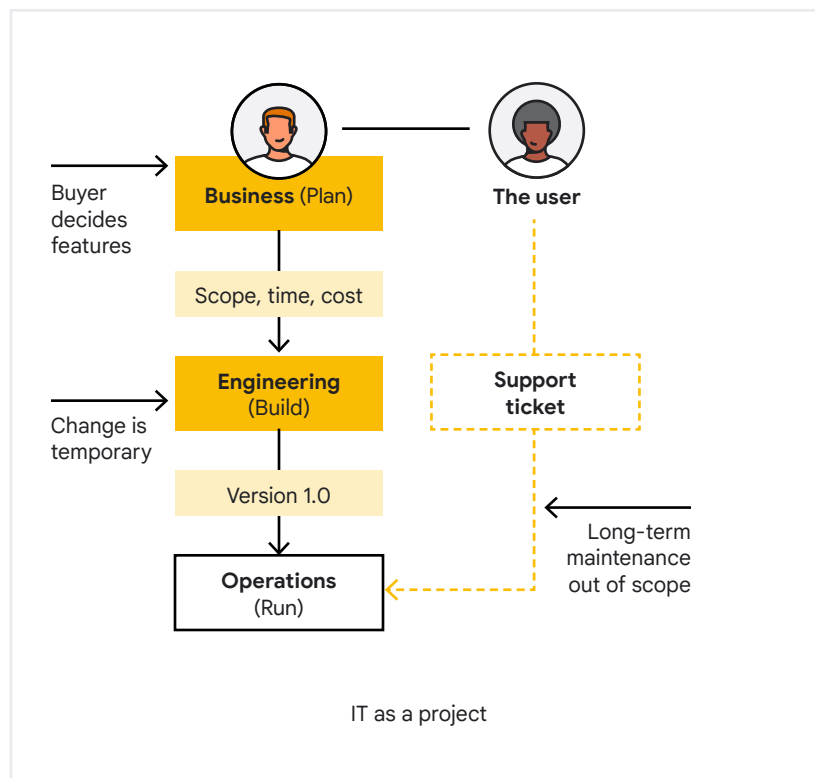 Buyer
decides
features
Business (Plan)
The user
Scope, time, cost
Change is
temporary
Engineering
(Build)
Support
ticket
Version 1.0
Long-term
maintenance
out of scope
Operations
(Run)
IT as a project